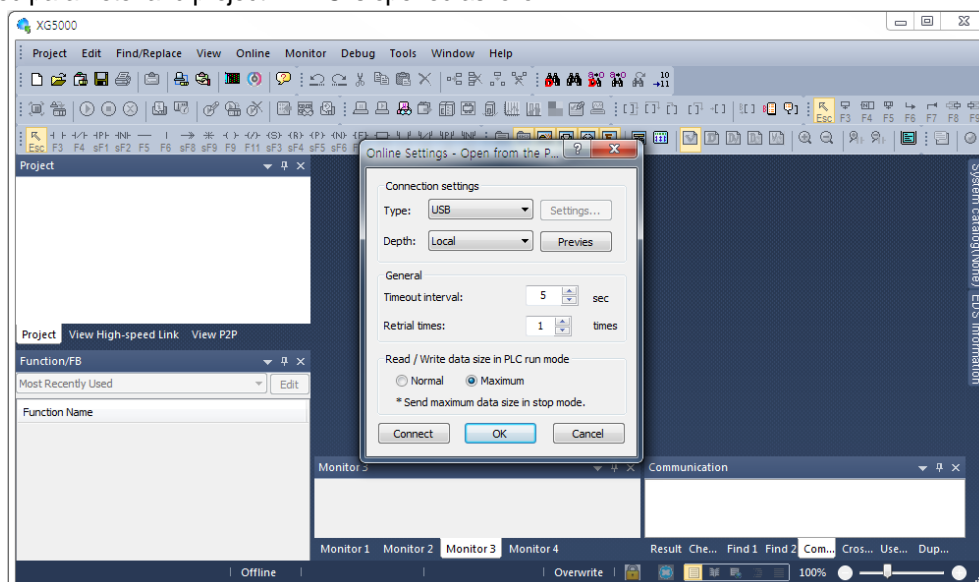 XG5000
Project Edit Find/Replace View Online Monitor Debug Tools Window Help
Esc F3 F4 F5 F6 F7 F8 F9
Esc F3 F4 sF1 sF2 F5 F6 sF8 sF9 F9 F11 sF3 sF4 sF5 sF6
Online Settings - Open from the P...
Project
Connection settings
Type: USB Settings...
Depth: Local Previes
General
Timeout interval: 5 sec
Retrial times: 1 times
Read / Write data size in PLC run mode
Normal Maximum
* Send maximum data size in stop mode.
Connect OK Cancel
Project View High-speed Link View P2P
Function/FB
Most Recently Used Edit
Function Name
System catalog(None) EDS Information
Monitor 3
Monitor 1 Monitor 2 Monitor 3 Monitor 4
Communication
Result Che... Find 1 Find 2 Com... Cros... Use... Dup...
Offline Overwrite 100%